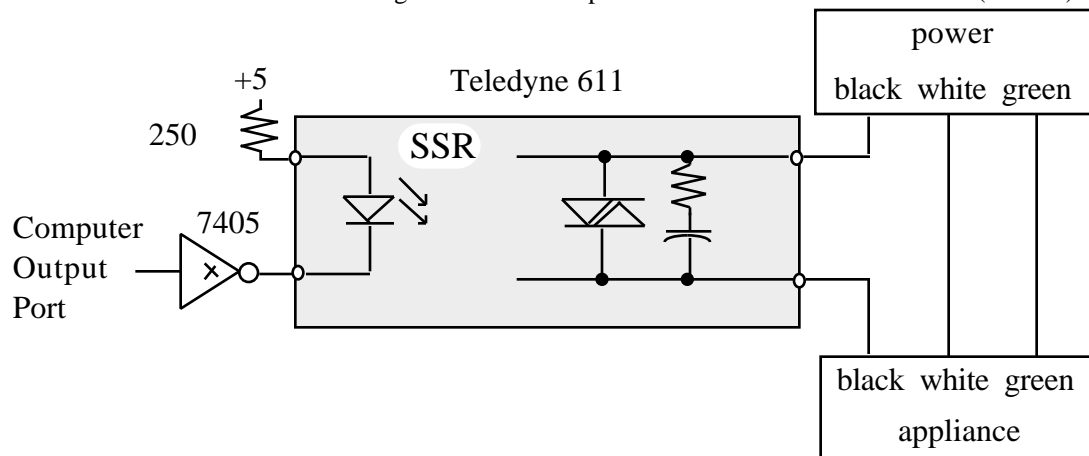 power
black white green
+5
Teledyne 611
250
SSR
7405
Computer
Output
Port
x
black white green
appliance